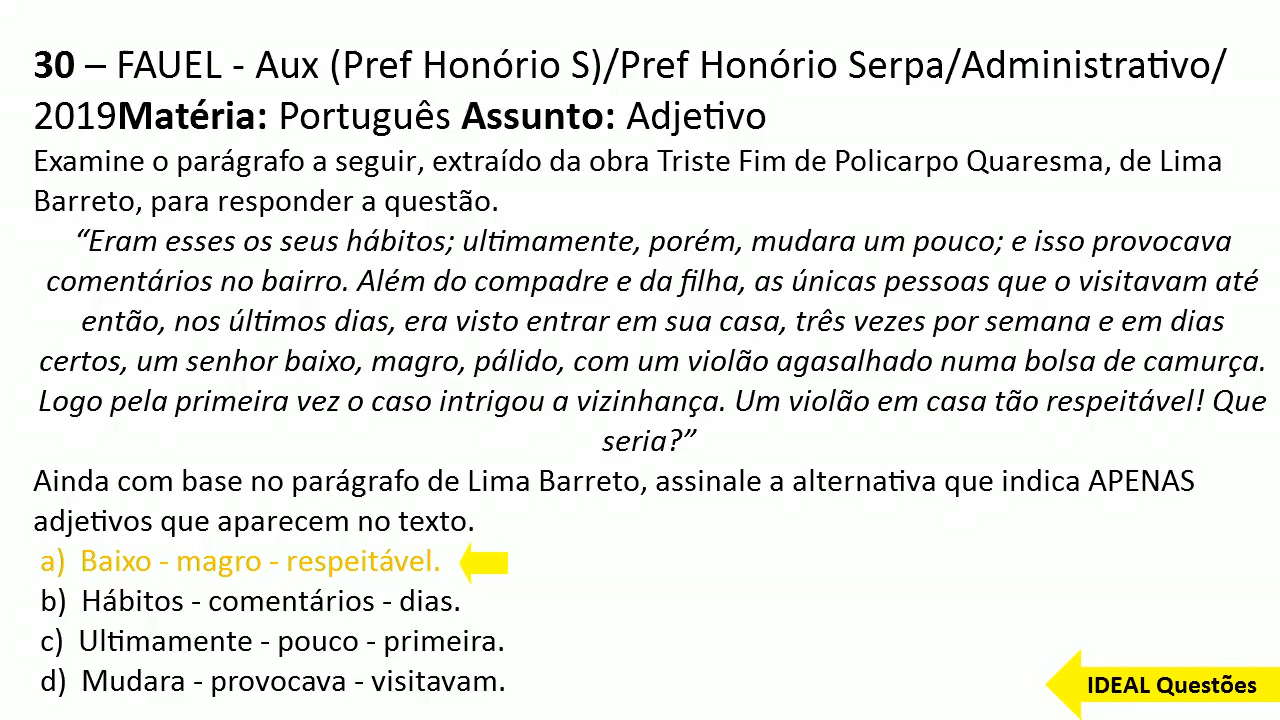 30 – FAUEL - Aux (Pref Honório S)/Pref Honório Serpa/Administrativo/
2019Matéria: Português Assunto: Adjetivo
Examine o parágrafo a seguir, extraído da obra Triste Fim de Policarpo Quaresma, de Lima
Barreto, para responder a questão.
“Eram esses os seus hábitos; ultimamente, porém, mudara um pouco; e isso provocava
comentários no bairro. Além do compadre e da filha, as únicas pessoas que o visitavam até
então, nos últimos dias, era visto entrar em sua casa, três vezes por semana e em dias
certos, um senhor baixo, magro, pálido, com um violão agasalhado numa bolsa de camurça.
Logo pela primeira vez o caso intrigou a vizinhança. Um violão em casa tão respeitável! Que
seria?”
Ainda com base no parágrafo de Lima Barreto, assinale a alternativa que indica APENAS
adjetivos que aparecem no texto.
a) Baixo - magro - respeitável.
b) Hábitos - comentários - dias.
c) Ultimamente - pouco - primeira.
d) Mudara - provocava - visitavam.
IDEAL Questões